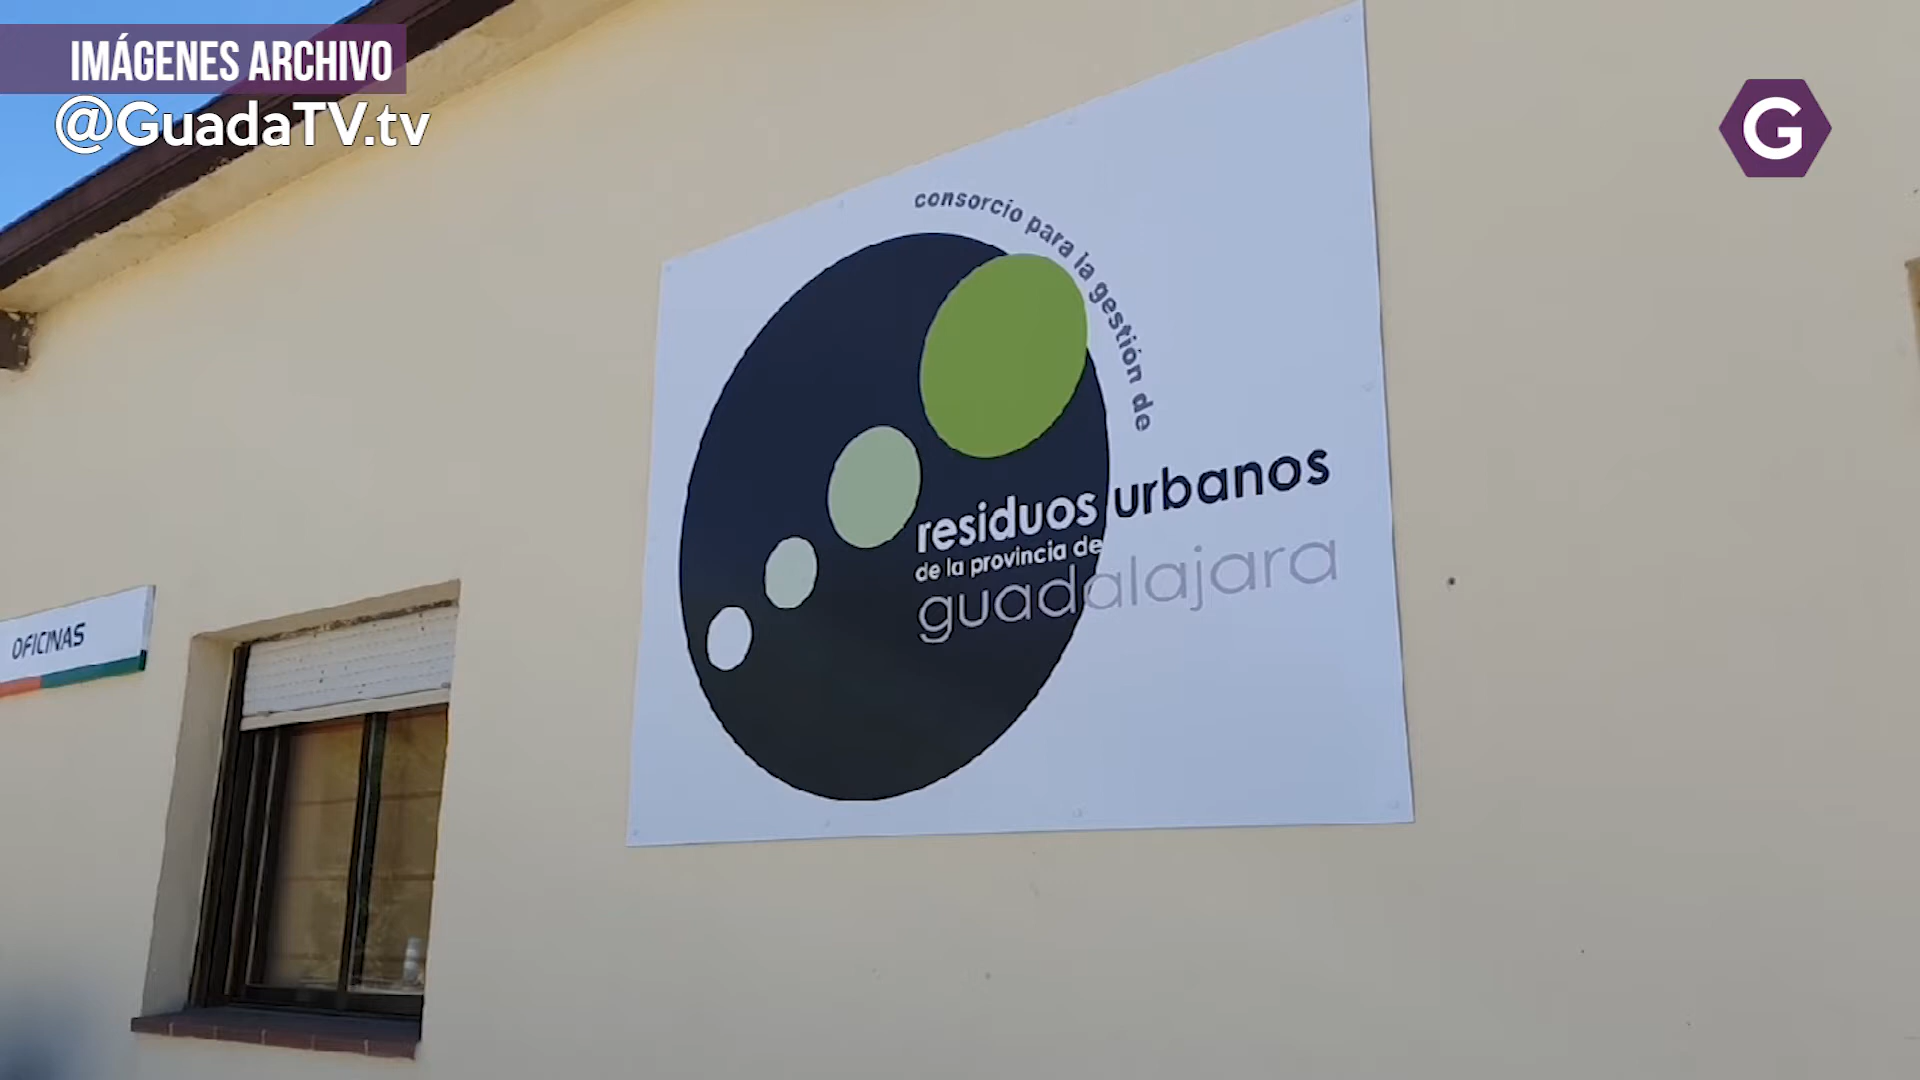 IMÁGENES ARCHIVO
@GuadaTV.tv
G
consorcio para la gestión de
residuos urbanos
de la provincia de
guadalajara
OFICINAS